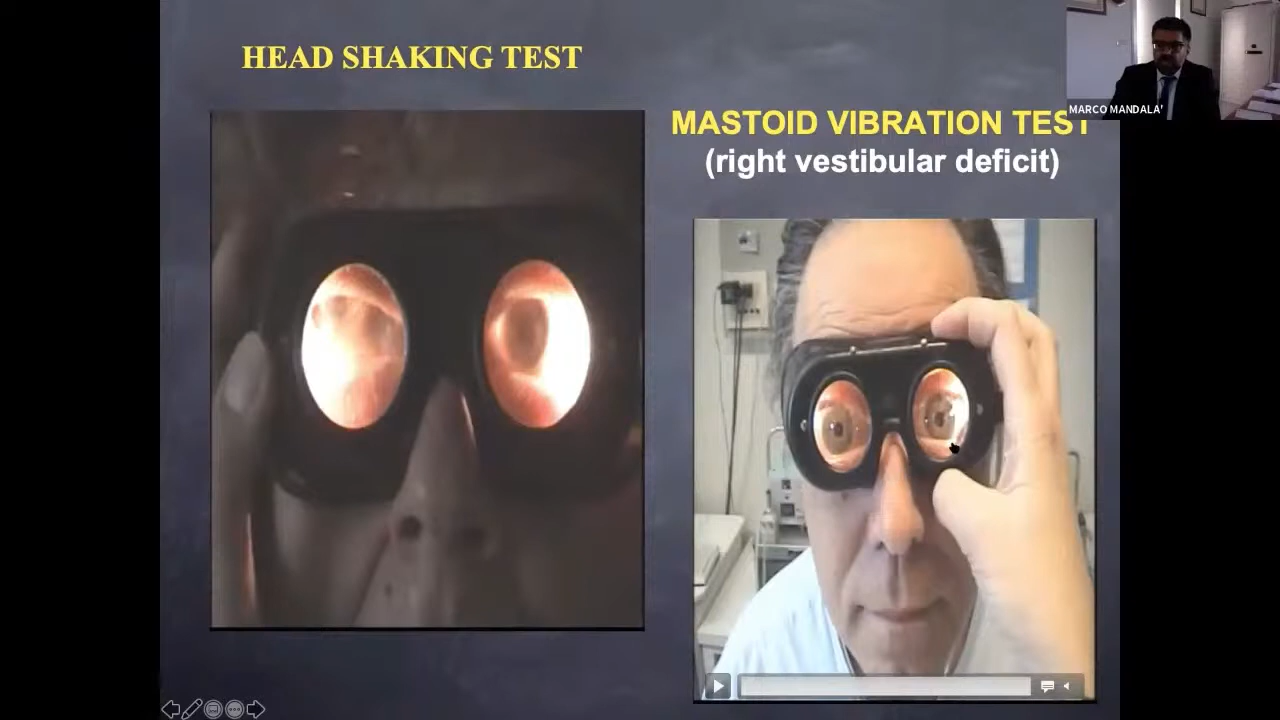 HEAD SHAKING TEST
MARCO MANDALA'
MASTOID VIBRATION TEST
(right vestibular deficit)